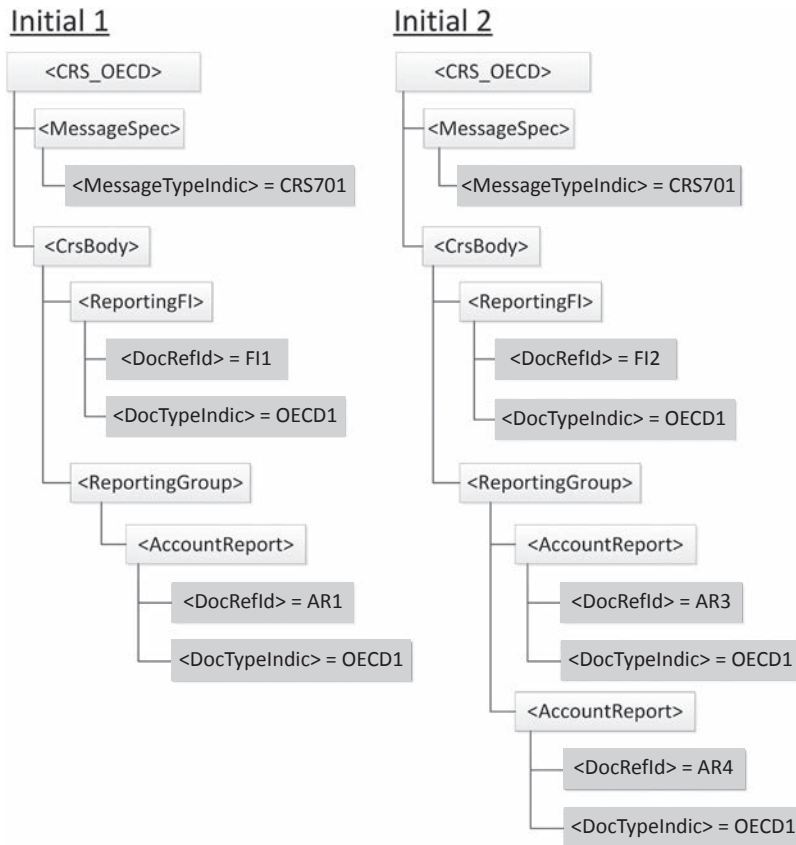 Initial 1
<CRS_OECD>
<MessageSpec>
<MessageTypeIndic> = CRS701
<CrsBody>
<ReportingFI>
<DocRefId> = FI1
<DocTypeIndic> = OECD1
<ReportingGroup>
<AccountReport>
<DocRefId> = AR1
<DocTypeIndic> = OECD1
Initial 2
<CRS_OECD>
<MessageSpec>
<MessageTypeIndic> = CRS701
<CrsBody>
<ReportingFI>
<DocRefId> = FI2
<DocTypeIndic> = OECD1
<ReportingGroup>
<AccountReport>
<DocRefId> = AR3
<DocTypeIndic> = OECD1
<AccountReport>
<DocRefId> = AR4
<DocTypeIndic> = OECD1